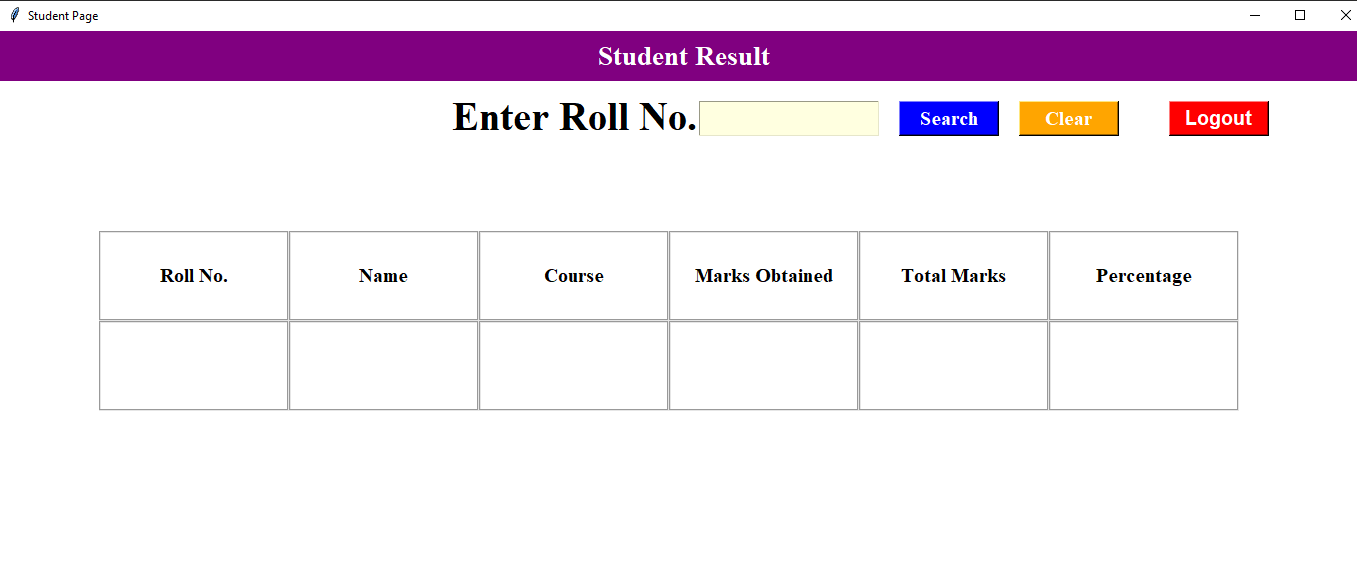 Student Page
Student Result
Enter Roll No. Search Clear Logout
Roll No. Name Course Marks Obtained Total Marks Percentage